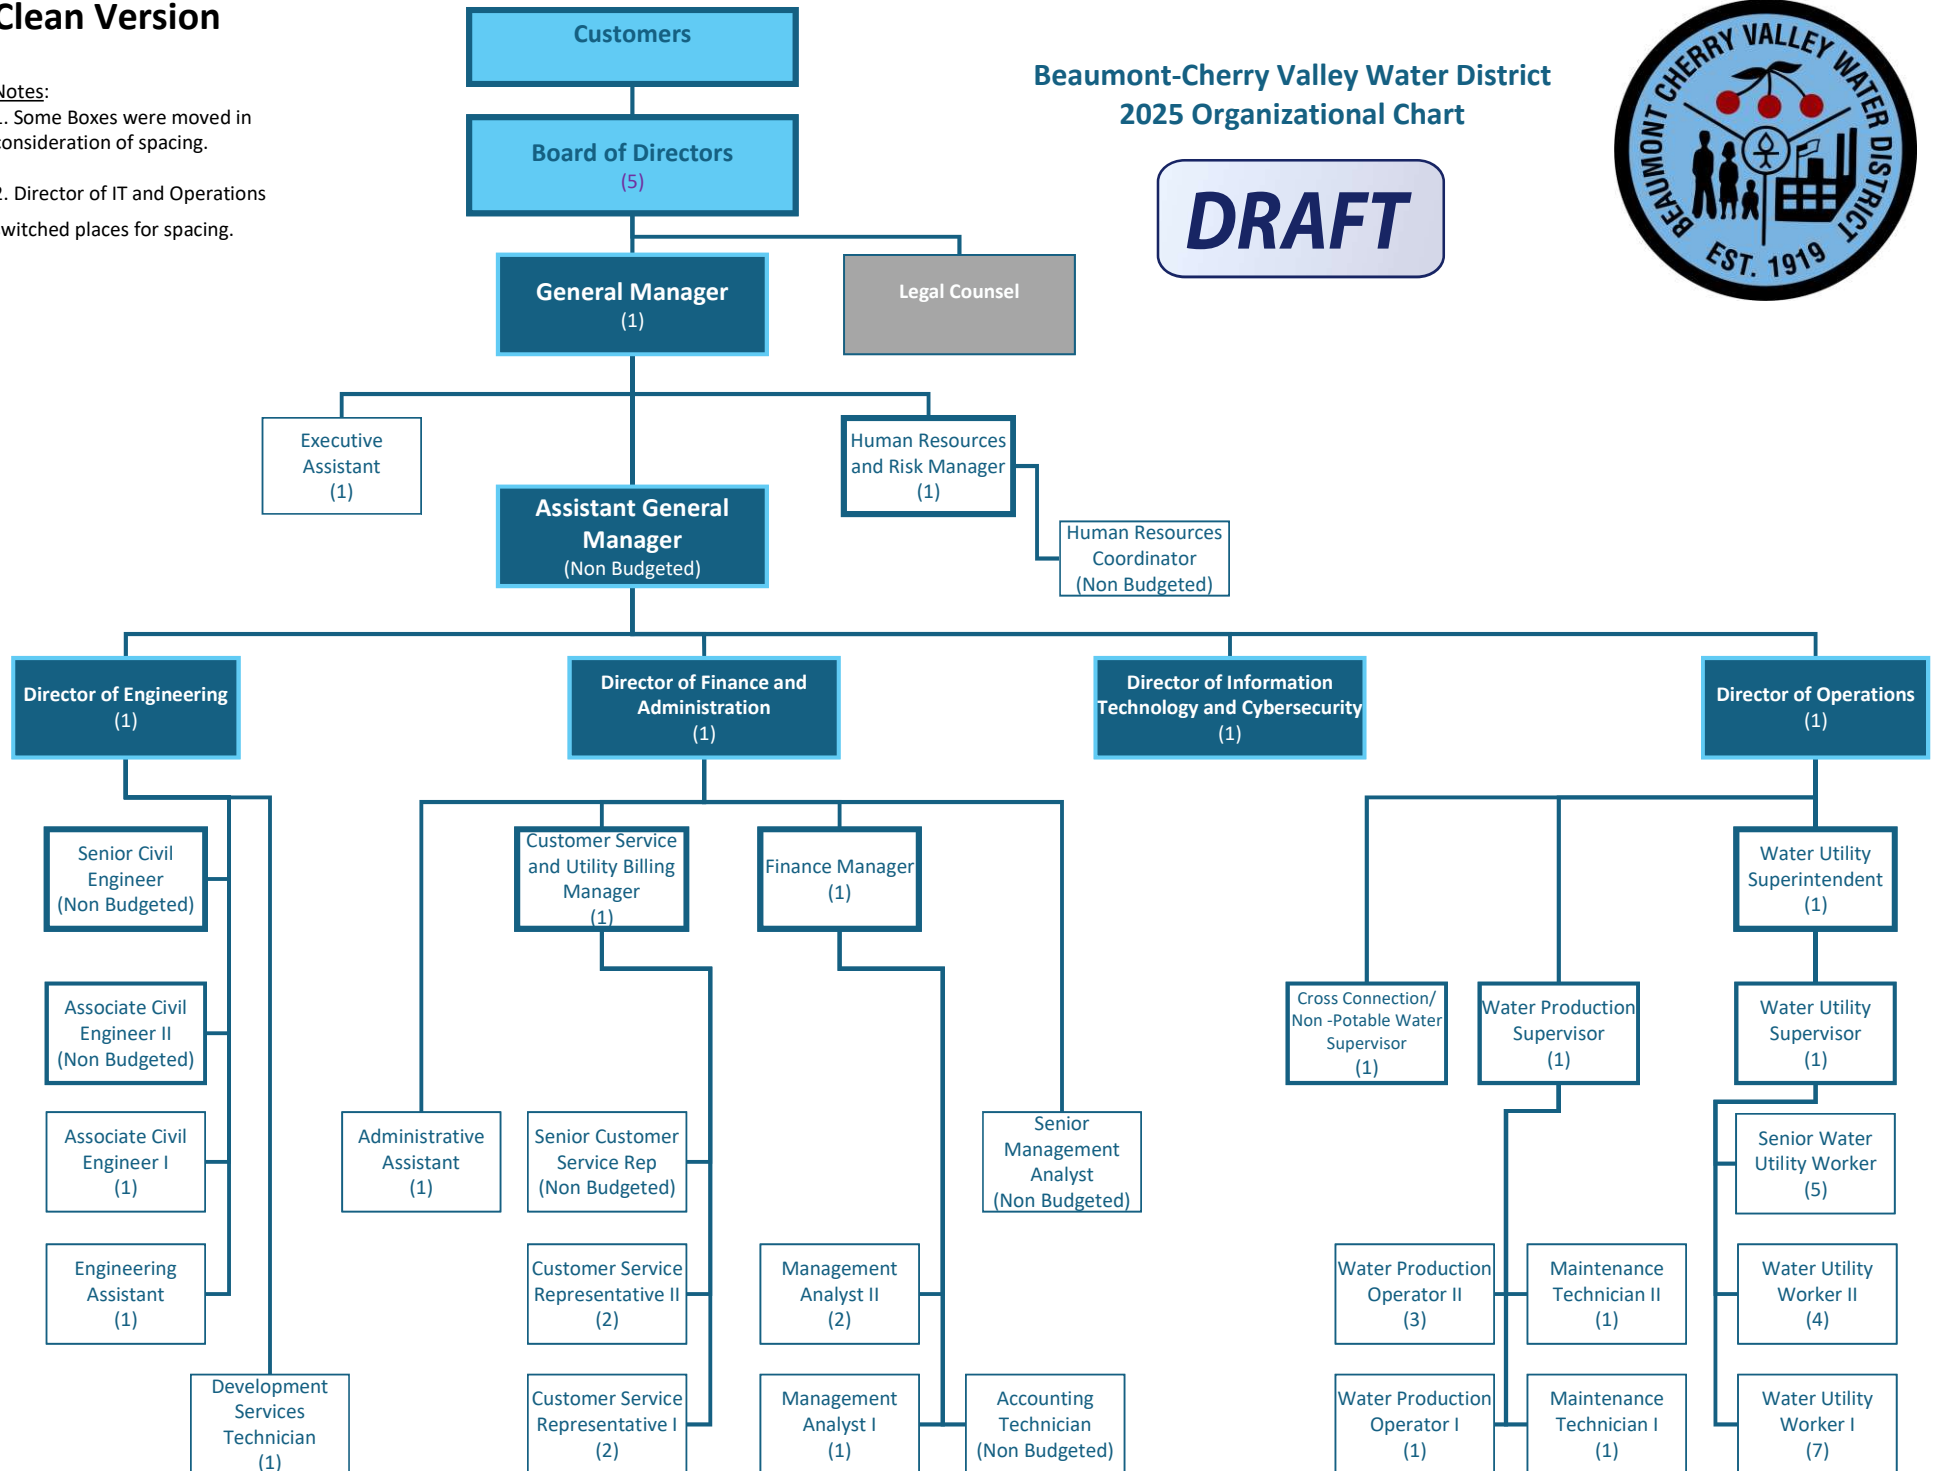 Clean Version
Notes:
1. Some Boxes were moved in
consideration of spacing.
2. Director of IT and Operations
switched places for spacing.
Customers
Board of Directors
(5)
Beaumont-Cherry Valley Water District
2025 Organizational Chart
DRAFT
BEAUMONT CHERRY VALLEY WATER DISTRICT
EST. 1919
General Manager
(1)
Legal Counsel
Executive
Assistant
(1)
Human Resources
and Risk Manager
(1)
Assistant General
Manager
(Non Budgeted)
Human Resources
Coordinator
(Non Budgeted)
Director of Engineering
(1)
Director of Finance and
Administration
(1)
Director of Information
Technology and Cybersecurity
(1)
Director of Operations
(1)
Senior Civil
Engineer
(Non Budgeted)
Customer Service
and Utility Billing
Manager
(1)
Finance Manager
(1)
Water Utility
Superintendent
(1)
Associate Civil
Engineer II
(Non Budgeted)
Cross Connection/
Non -Potable Water
Supervisor
(1)
Water Production
Supervisor
(1)
Water Utility
Supervisor
(1)
Associate Civil
Engineer I
(1)
Administrative
Assistant
(1)
Senior Customer
Service Rep
(Non Budgeted)
Senior
Management
Analyst
(Non Budgeted)
Senior Water
Utility Worker
(5)
Engineering
Assistant
(1)
Customer Service
Representative II
(2)
Management
Analyst II
(2)
Water Production
Operator II
(3)
Maintenance
Technician II
(1)
Water Utility
Worker II
(4)
Development
Services
Technician
(1)
Customer Service
Representative I
(2)
Management
Analyst I
(1)
Accounting
Technician
(Non Budgeted)
Water Production
Operator I
(1)
Maintenance
Technician I
(1)
Water Utility
Worker I
(7)